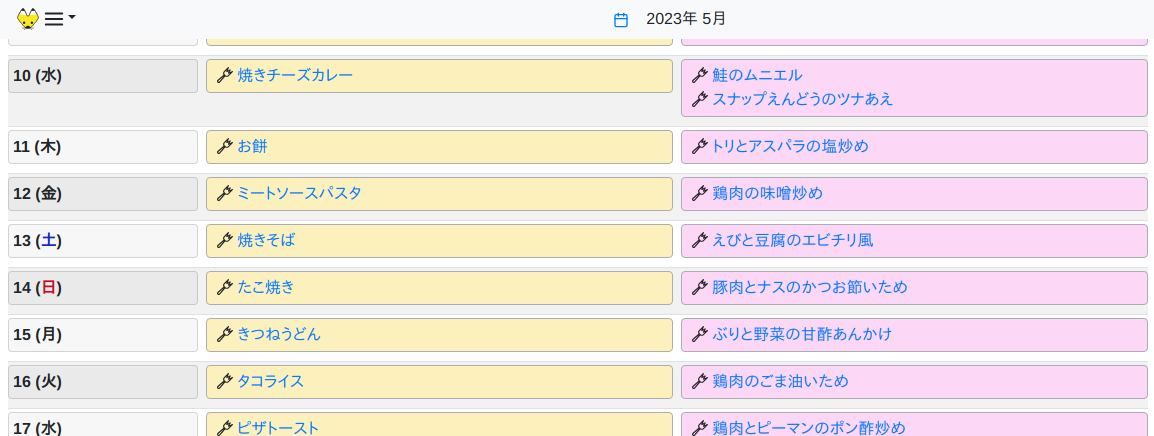 2023年 5月
10 (水)
焼きチーズカレー
鮭のムニエル
スナップえんどうのツナあえ
11 (木)
お餅
トリとアスパラの塩炒め
12 (金)
ミートソースパスタ
鶏肉の味噌炒め
13 (土)
焼きそば
えびと豆腐のエビチリ風
14 (日)
たこ焼き
豚肉とナスのかつお節いため
15 (月)
きつねうどん
ぶりと野菜の甘酢あんかけ
16 (火)
タコライス
鶏肉のごま油いため
17 (水)
ピザトースト
鶏肉とピーマンのポン酢炒め